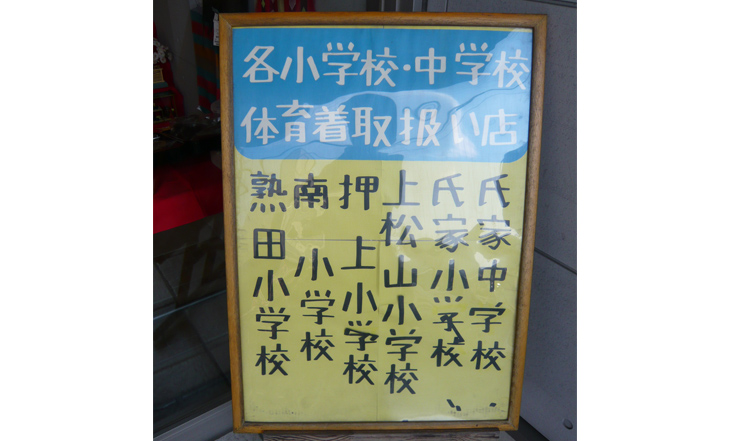 各小学校・中学校
体育着取扱い店
氏家中学校
氏家小学校
上松山小学校
押上小学校
南小学校
熟田小学校